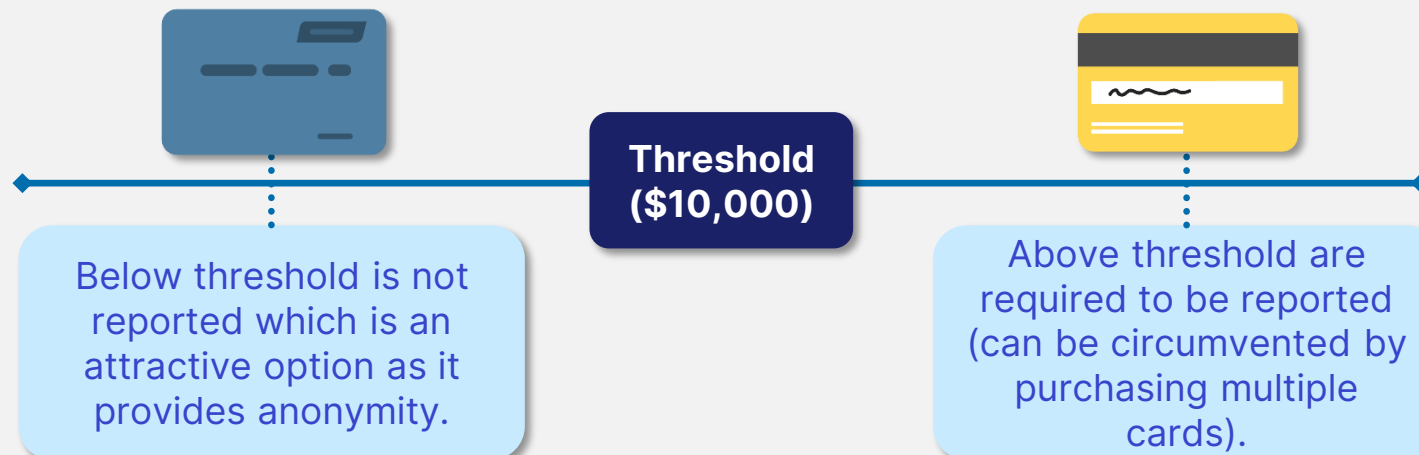 Threshold
($10,000)
Below threshold is not
reported which is an
attractive option as it
provides anonymity.
Above threshold are
required to be reported
(can be circumvented by
purchasing multiple
cards).